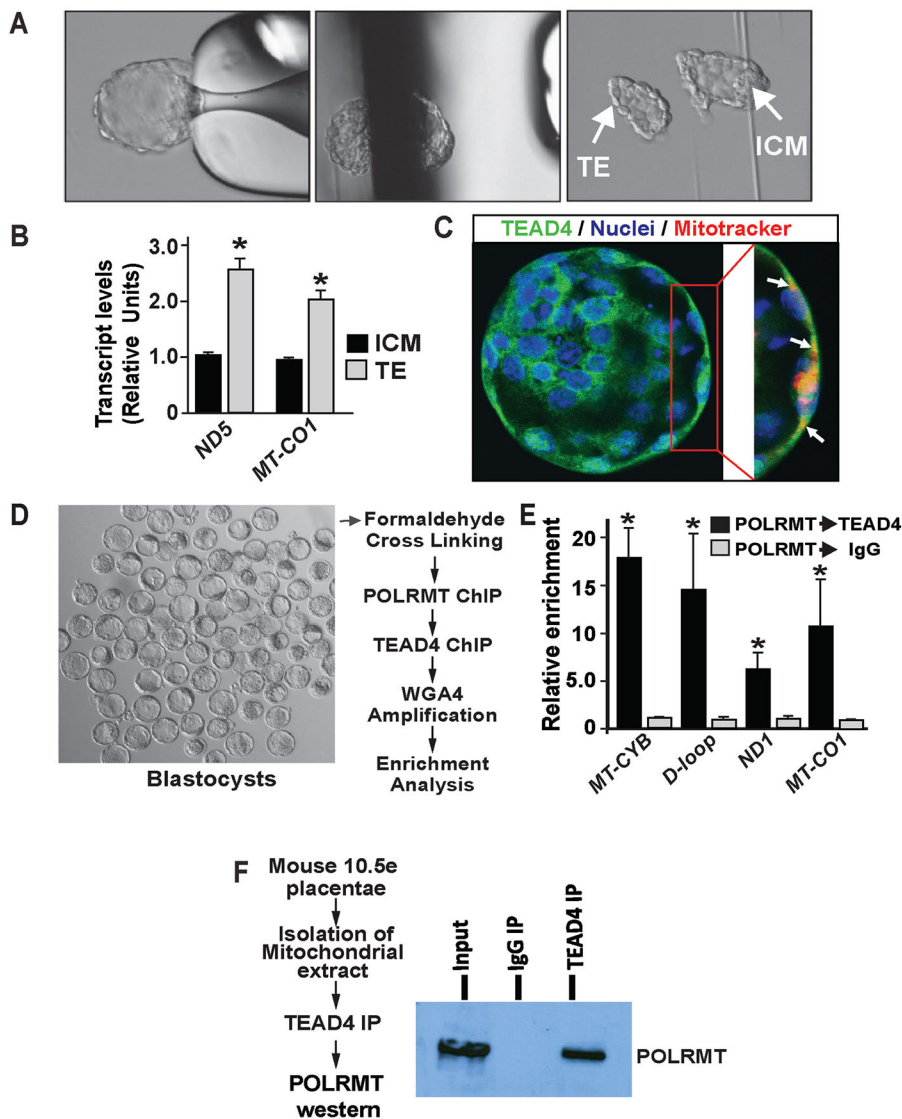 A
TE
ICM
B
Transcript levels
(Relative Units)
3.0
2.0
1.0
0
*
*
ICM
TE
ND5
MT-CO1
C
TEAD4 / Nuclei / Mitotracker
D
Blastocysts
Formaldehyde
Cross Linking
POLRMT ChIP
TEAD4 ChIP
WGA4
Amplification
Enrichment
Analysis
E
Relative enrichment
20
15
10
5.0
0
*
*
*
*
POLRMT TEAD4
POLRMT IgG
MT-CYB
D-loop
ND1
MT-CO1
F
Mouse 10.5e
placentae
Isolation of
Mitochondrial
extract
TEAD4 IP
POLRMT
western
Input
IgG IP
TEAD4 IP
POLRMT